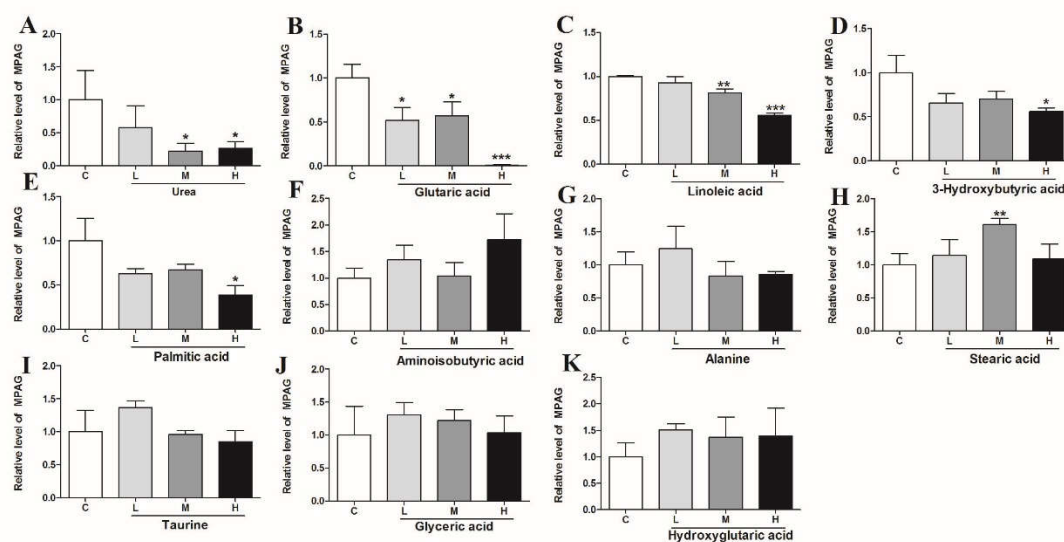 A
Relative level of MPAG
1.5
1.0
0.5
0.0
*
*
C L M H
Urea
B
Relative level of MPAG
1.5
1.0
0.5
0.0
*
*
***
C L M H
Glutaric acid
C
Relative level of MPAG
1.5
1.0
0.5
0.0
**
***
C L M H
Linoleic acid
D
Relative level of MPAG
1.5
1.0
0.5
0.0
*
C L M H
3-Hydroxybutyric acid
E
Relative level of MPAG
1.5
1.0
0.5
0.0
*
C L M H
Palmitic acid
F
Relative level of MPAG
2.5
2.0
1.5
1.0
0.5
0.0
C L M H
Aminoisobutyric acid
G
Relative level of MPAG
2.0
1.5
1.0
0.5
0.0
C L M H
Alanine
H
Relative level of MPAG
2.0
1.5
1.0
0.5
0.0
**
C L M H
Stearic acid
I
Relative level of MPAG
2.0
1.5
1.0
0.5
0.0
C L M H
Taurine
J
Relative level of MPAG
2.0
1.5
1.0
0.5
0.0
C L M H
Glyceric acid
K
Relative level of MPAG
2.5
2.0
1.5
1.0
0.5
0.0
C L M H
Hydroxyglutaric acid